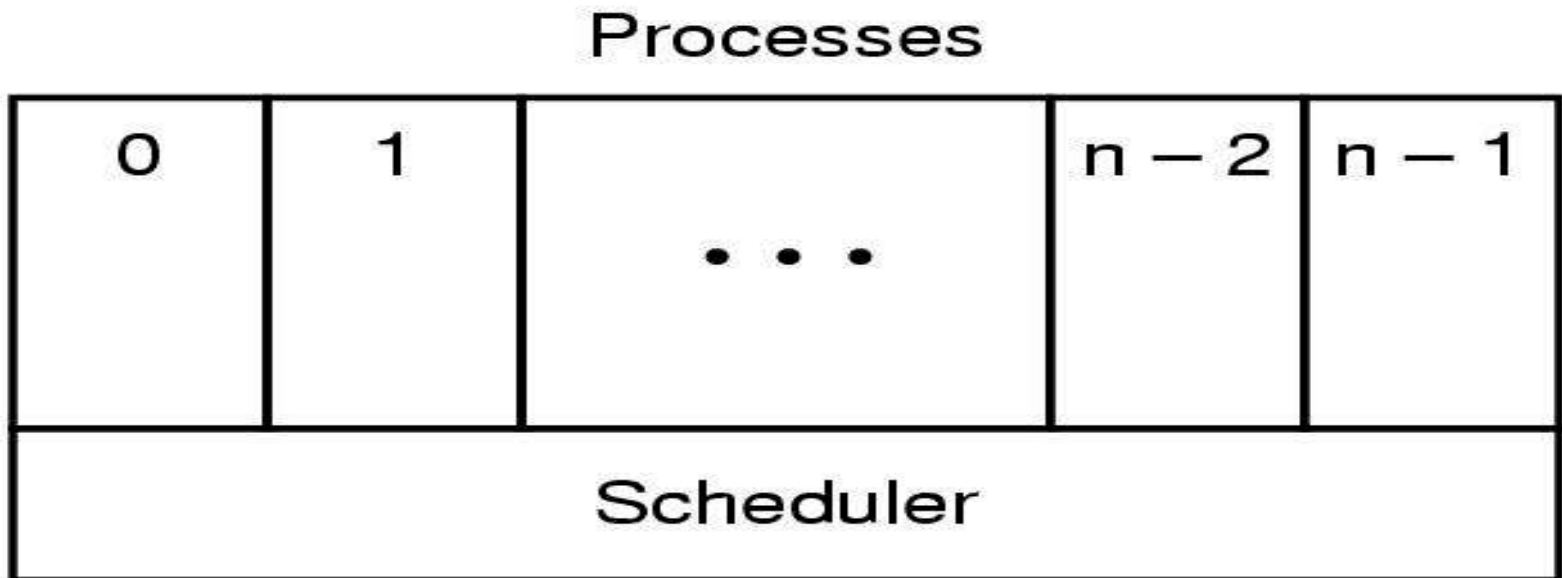 Processes
0 1 • • • n – 2 n – 1
Scheduler